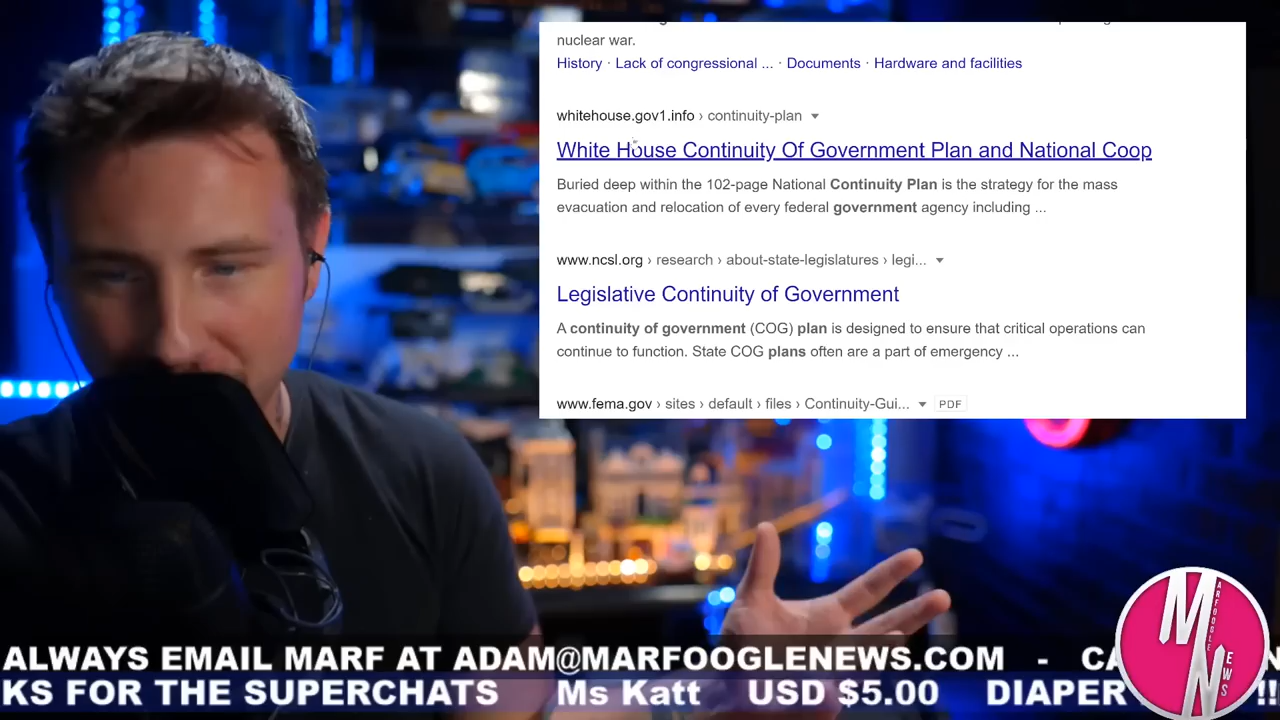 nuclear war.
History · Lack of congressional ... · Documents · Hardware and facilities
whitehouse.gov1.info › continuity-plan
White House Continuity Of Government Plan and National Coop
Buried deep within the 102-page National Continuity Plan is the strategy for the mass
evacuation and relocation of every federal government agency including ...
www.ncsl.org › research › about-state-legislatures › legi...
Legislative Continuity of Government
A continuity of government (COG) plan is designed to ensure that critical operations can
continue to function. State COG plans often are a part of emergency ...
www.fema.gov › sites › default › files › Continuity-Gui... PDF
ALWAYS EMAIL MARF AT ADAM@MARFOOGLENEWS.COM - CA
KS FOR THE SUPERCHATS Ms Katt USD $5.00 DIAPER !!
M
ARFOOGLE
N
EWS